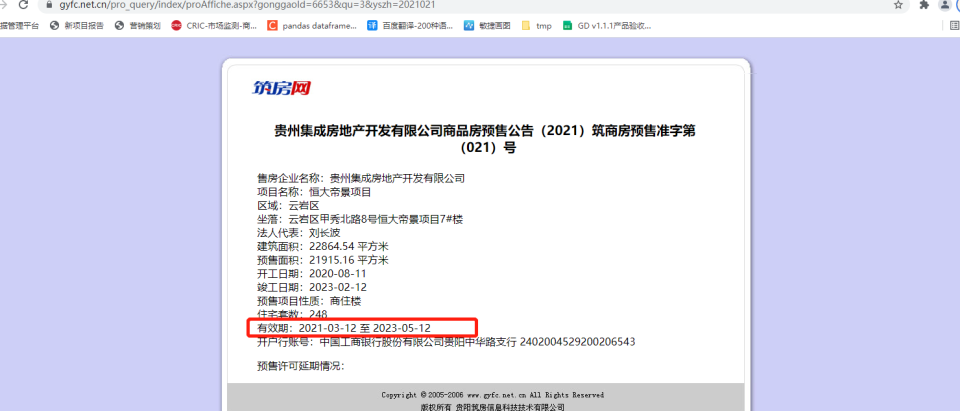 gyfc.net.cn/pro_query/index/proAffiche.aspx?gonggaoId=6653&qu=3&yszh=2021021
据管理平台 新项目报告 营销策划 CRIC-市场监测-商... pandas dataframe... 百度翻译-200种语... 敏捷画图 tmp GD v1.1.1产品验收...
筑房网
贵州集成房地产开发有限公司商品房预售公告（2021）筑商房预售准字第
（021）号
售房企业名称：贵州集成房地产开发有限公司
项目名称：恒大帝景项目
区域：云岩区
坐落：云岩区甲秀北路8号恒大帝景项目7#楼
法人代表：刘长波
建筑面积：22864.54 平方米
预售面积：21915.16 平方米
开工日期：2020-08-11
竣工日期：2023-02-12
预售项目性质：商住楼
住宅套数：248
有效期：2021-03-12 至 2023-05-12
开户行账号：中国工商银行股份有限公司贵阳中华路支行 2402004529200206543
预售许可延期情况：
Copyright ©2005-2006 www.gyfc.net.cn All Rights Reserved
版权所有 贵阳筑房信息科技技术有限公司